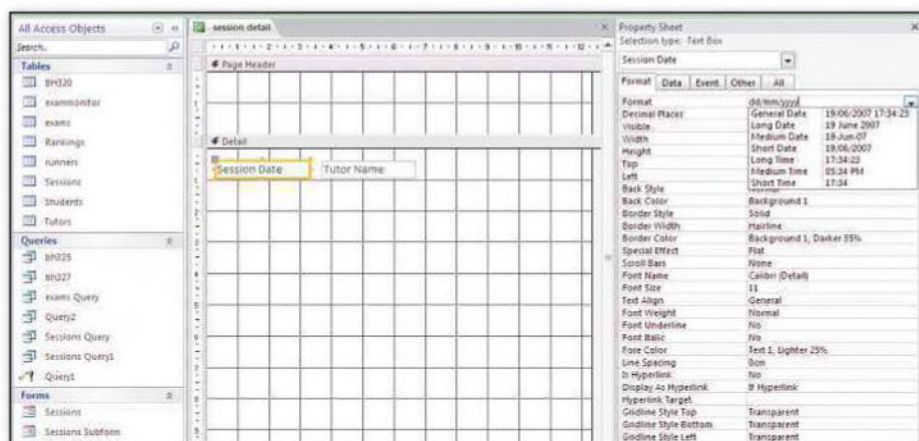 All Access Objects
Search...
Tables
BH320
exammonitor
exams
Rankings
runners
Sessions
Students
Tutors
Queries
bh325
bh327
exams Query
Query2
Sessions Query
Sessions Query1
Query1
Forms
Sessions
Sessions Subform
session detail
Page Header
Detail
Session Date
Tutor Name
Property Sheet
Selection type: Text Box
Session Date
Format Data Event Other All
Format dd/mm/yyyy
Decimal Places
Visible
Width
Height
Top
Left
General Date 19/06/2007 17:34:23
Long Date 19 June 2007
Medium Date 19-Jun-07
Short Date 19/06/2007
Long Time 17:34:23
Medium Time 05:34 PM
Short Time 17:34
Back Style Normal
Back Color Background 1
Border Style Solid
Border Width Hairline
Border Color Background 1, Darker 35%
Special Effect Flat
Scroll Bars None
Font Name Calibri (Detail)
Font Size 11
Text Align General
Font Weight Normal
Font Underline No
Font Italic No
Fore Color Text 1, Lighter 25%
Line Spacing 0cm
Is Hyperlink No
Display As Hyperlink If Hyperlink
Hyperlink Target
Gridline Style Top Transparent
Gridline Style Bottom Transparent
Gridline Style Left Transparent